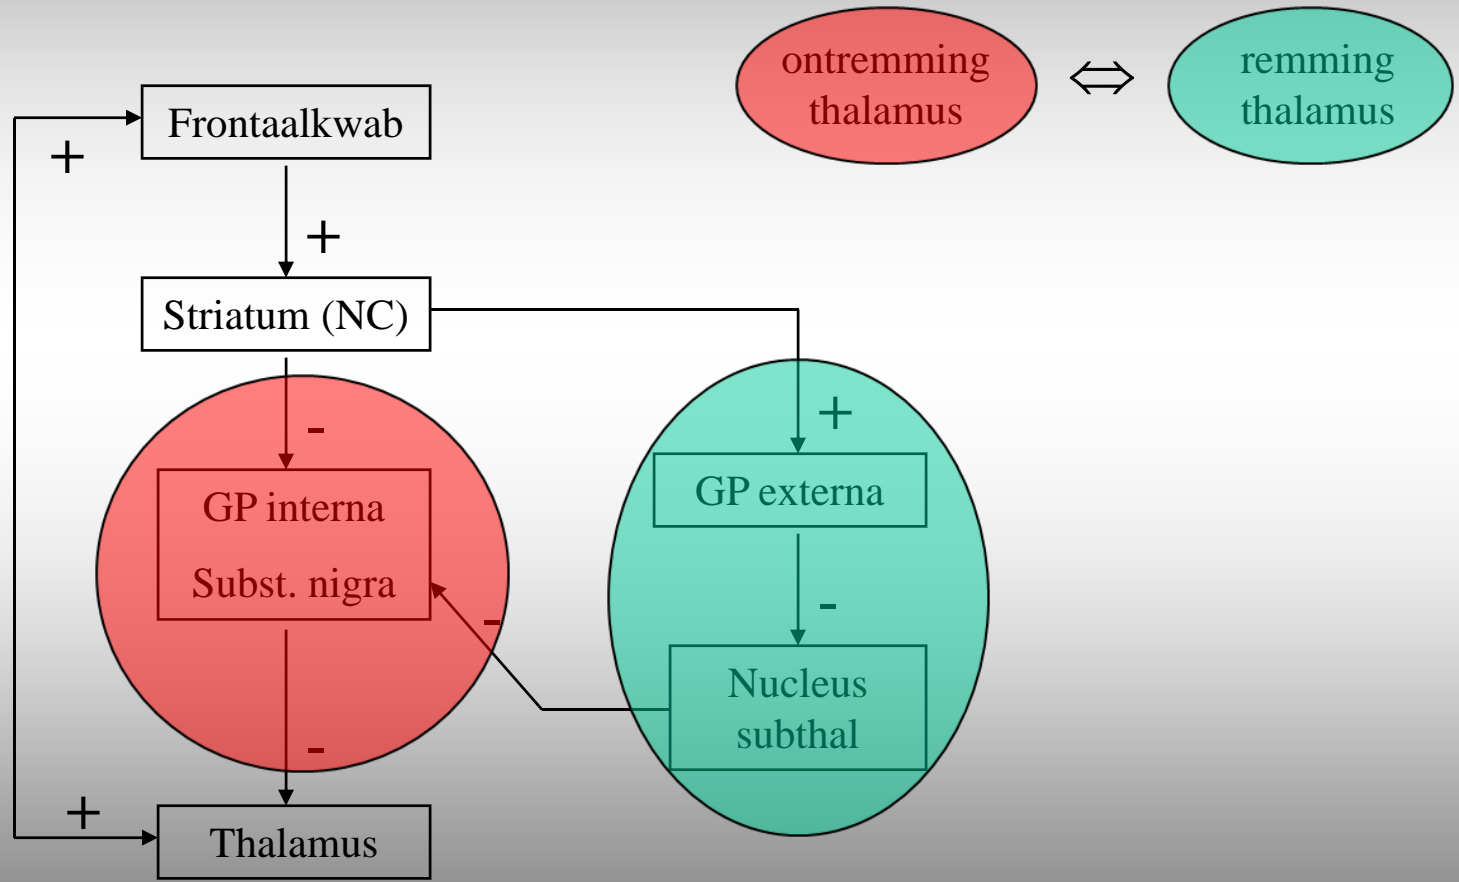 ontremming
thalamus
⇔
remming
thalamus
Frontaalkwab
+
+
Striatum (NC)
-
+
GP interna
Subst. nigra
GP externa
-
-
Nucleus
subthal
-
+
Thalamus